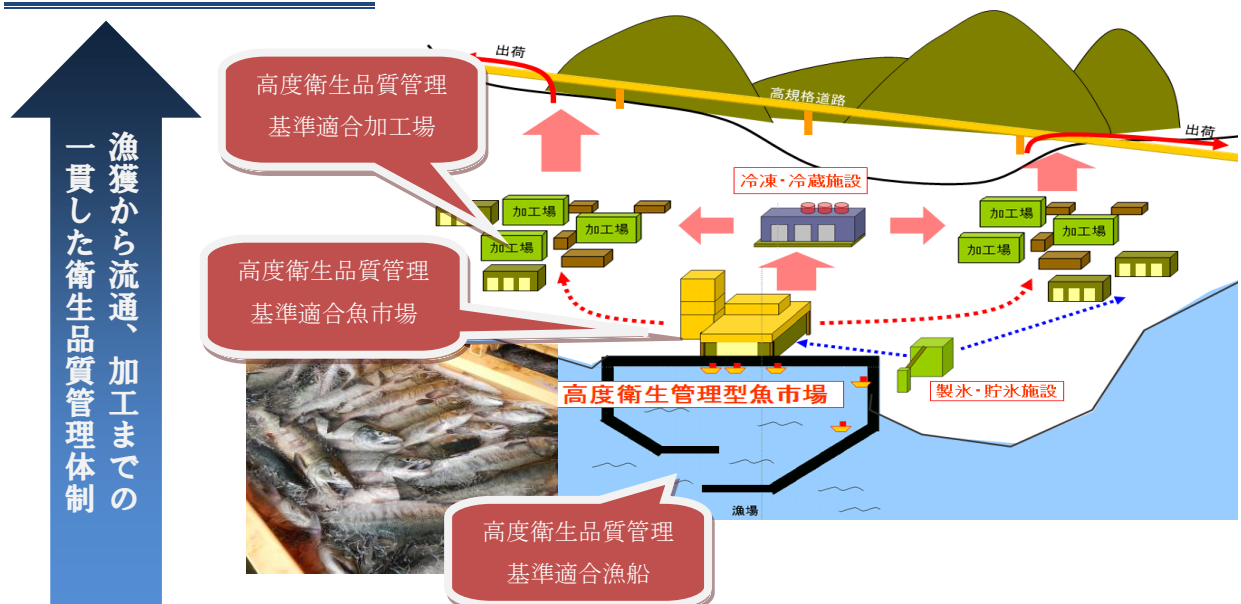 漁獲から流通、加工までの
一貫した衛生品質管理体制
出荷
高規格道路
出荷
高度衛生品質管理
基準適合加工場
冷凍・冷蔵施設
加工場
加工場
加工場
加工場
加工場
加工場
高度衛生品質管理
基準適合魚市場
高度衛生管理型魚市場
製氷・貯氷施設
漁場
高度衛生品質管理
基準適合漁船